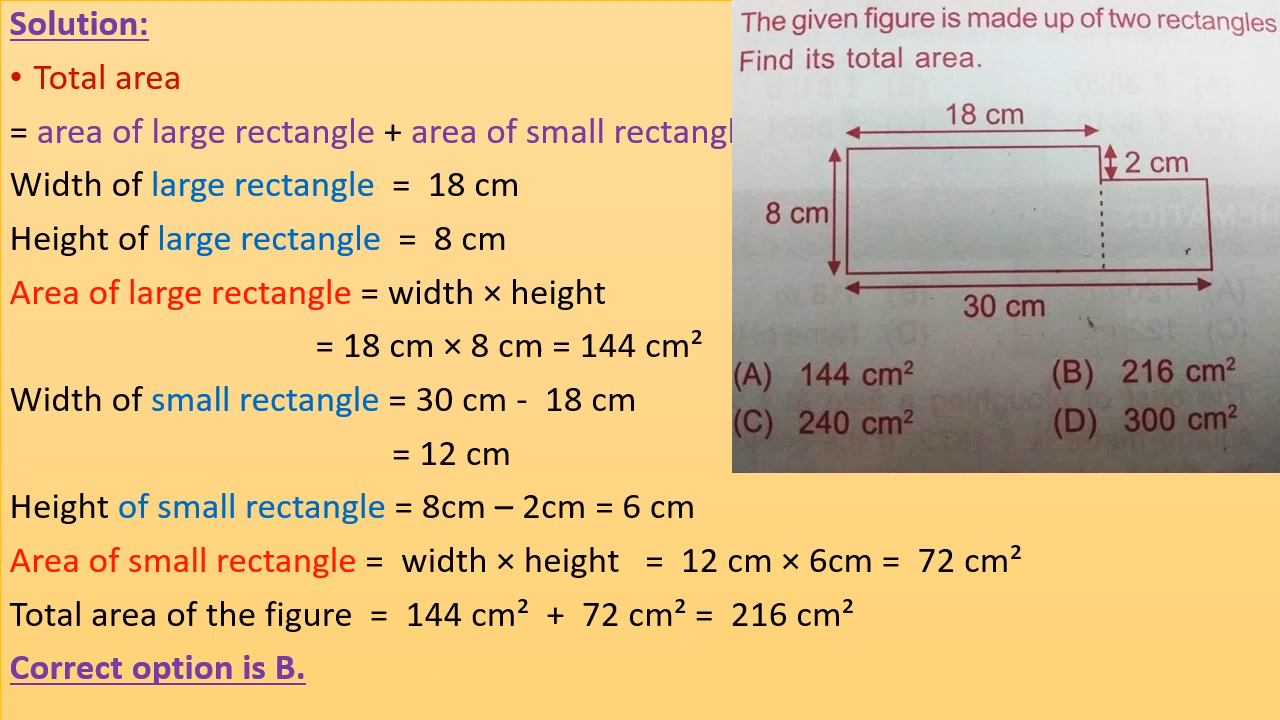 Solution:
• Total area
= area of large rectangle + area of small rectangl
Width of large rectangle = 18 cm
Height of large rectangle = 8 cm
Area of large rectangle = width × height
= 18 cm × 8 cm = 144 cm²
Width of small rectangle = 30 cm - 18 cm
= 12 cm
Height of small rectangle = 8cm – 2cm = 6 cm
Area of small rectangle = width × height = 12 cm × 6cm = 72 cm²
Total area of the figure = 144 cm² + 72 cm² = 216 cm²
Correct option is B.
The given figure is made up of two rectangles
Find its total area.
18 cm
2 cm
8 cm
30 cm
(A) 144 cm² (B) 216 cm²
(C) 240 cm² (D) 300 cm²